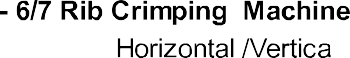 - 6/7 Rib Crimping Machine
Horizontal /Vertica